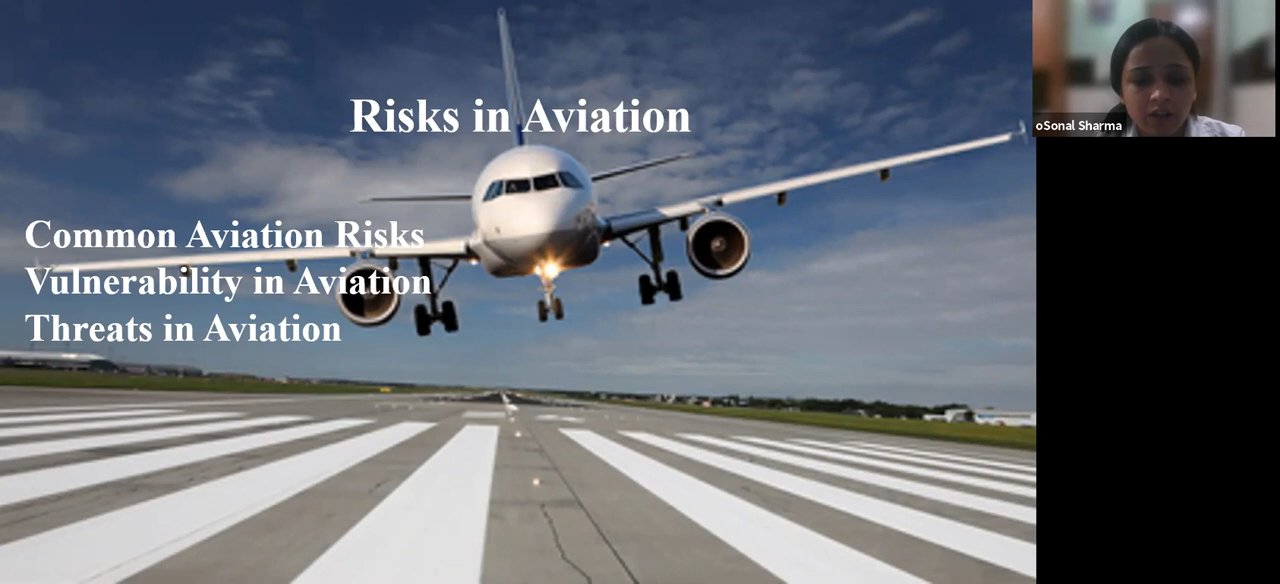 Risks in Aviation
Common Aviation Risks
Vulnerability in Aviation
Threats in Aviation
oSonal Sharma